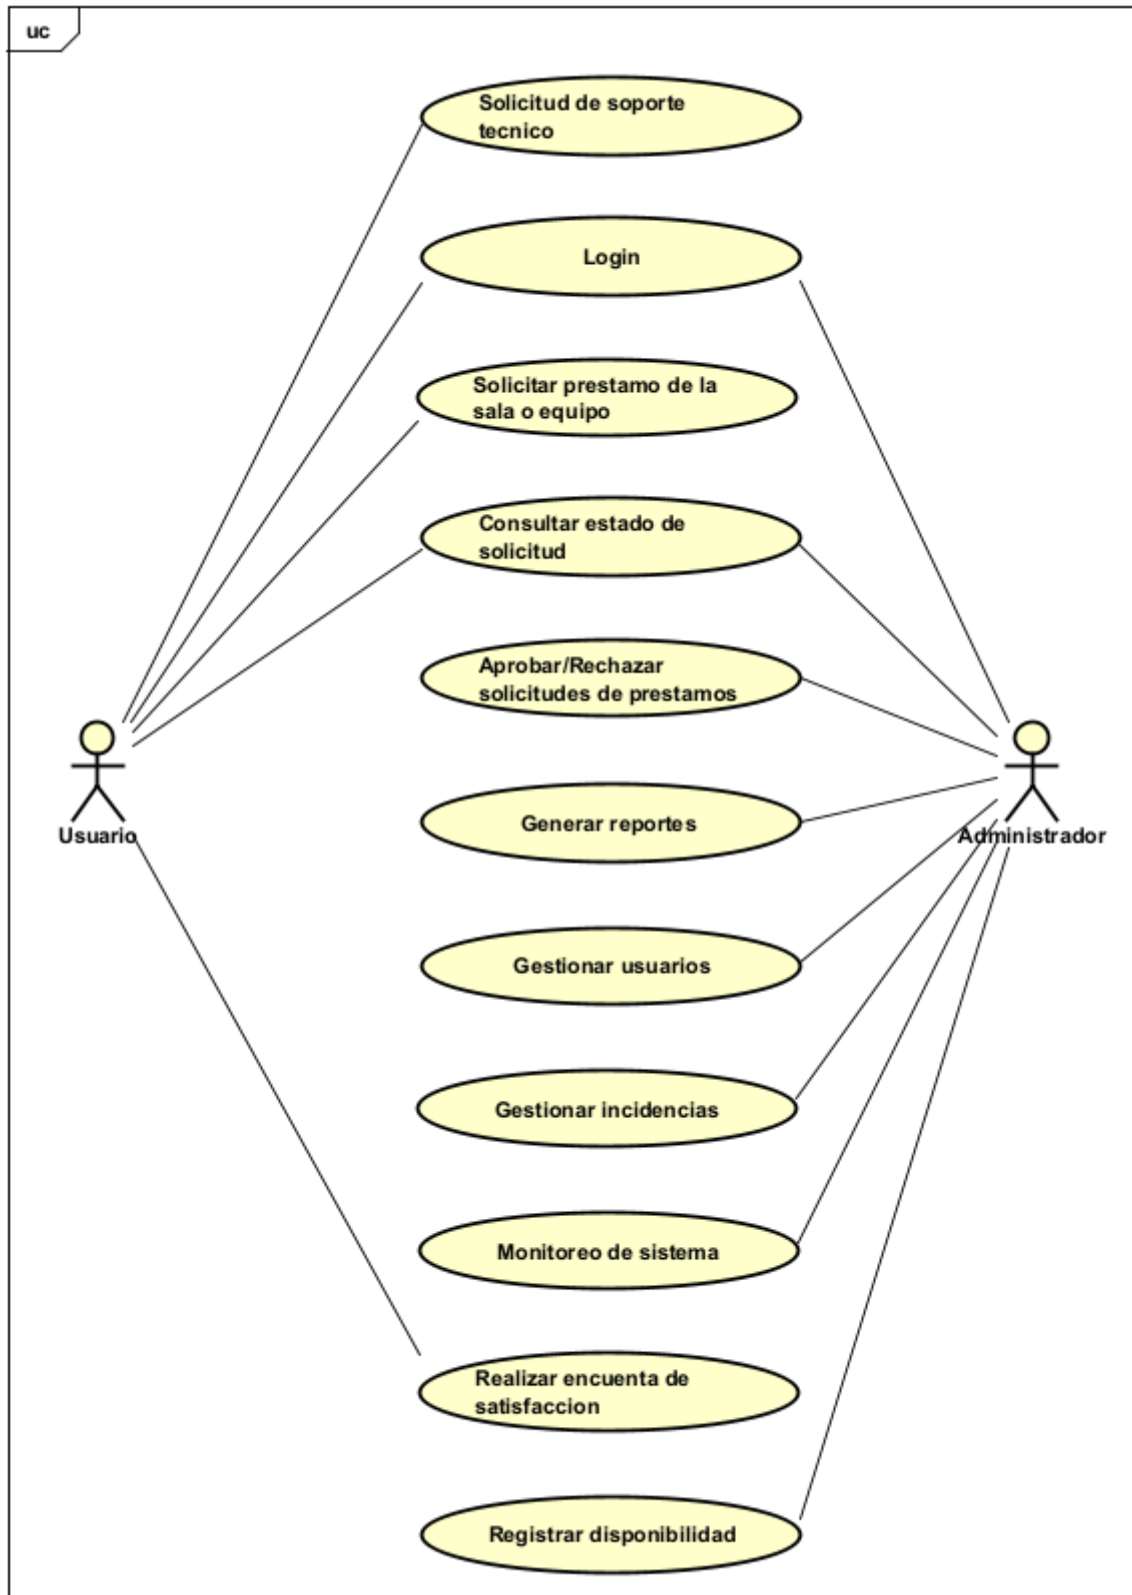 uc
Solicitud de soporte
tecnico
Login
Solicitar prestamo de la
sala o equipo
Consultar estado de
solicitud
Aprobar/Rechazar
solicitudes de prestamos
Usuario
Generar reportes
Administrador
Gestionar usuarios
Gestionar incidencias
Monitoreo de sistema
Realizar encuenta de
satisfaccion
Registrar disponibilidad